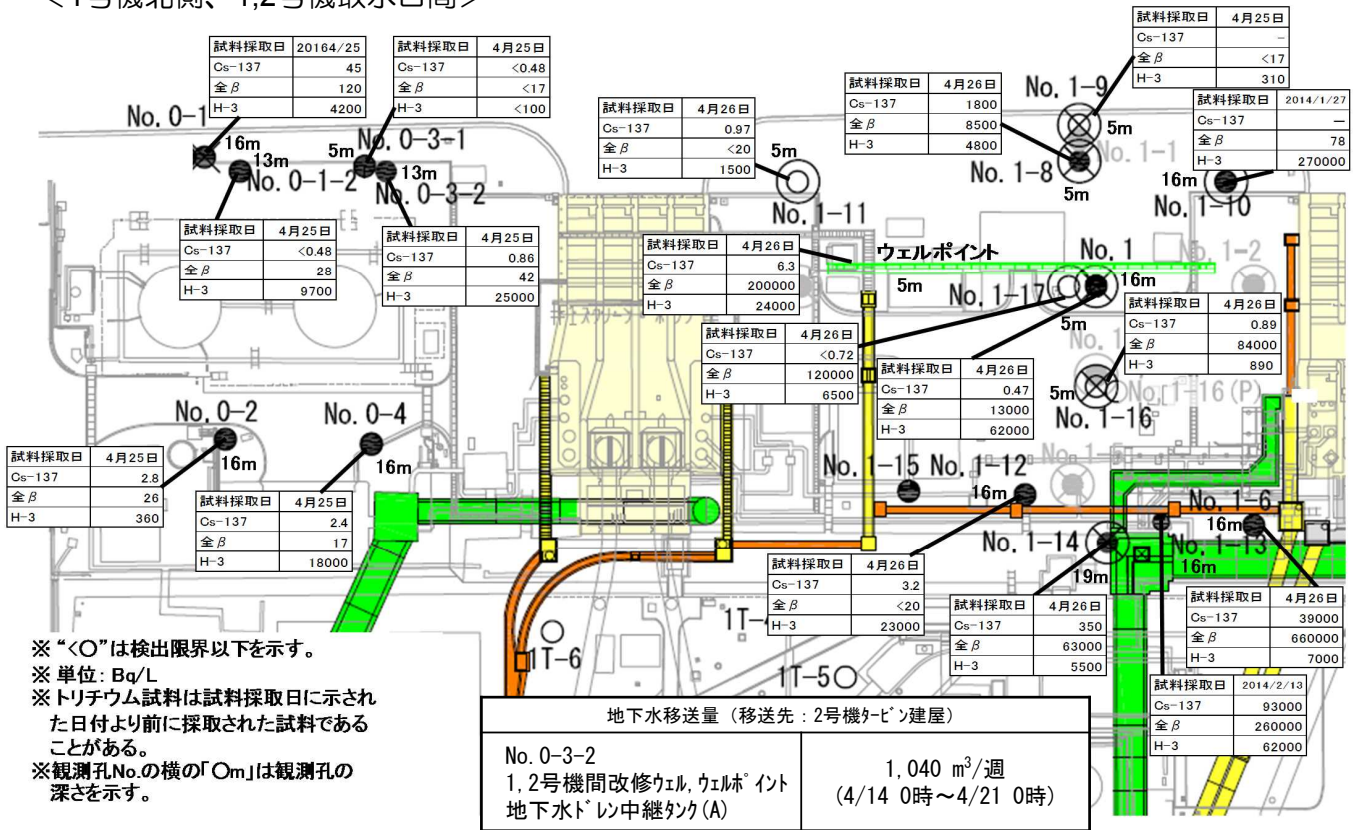 <1号機北側、1,2号機取水口間>
試料採取日 20164/25
Cs-137 45
全β 120
H-3 4200
試料採取日 4月25日
Cs-137 <0.48
全β <17
H-3 <100
試料採取日 4月26日
Cs-137 0.97
全β <20
H-3 1500
試料採取日 4月26日
Cs-137 1800
全β 8500
H-3 4800
試料採取日 4月25日
Cs-137 -
全β <17
H-3 310
試料採取日 2014/1/27
Cs-137 —
全β 78
H-3 270000
No. 0-1
16m
13m
No. 0-1-2
5m
No. 0-3-1
13m
No. 0-3-2
5m
No. 1-11
No. 1-9
5m
No. 1-1
No. 1-8
5m
16m
No. 1-10
試料採取日 4月25日
Cs-137 <0.48
全β 28
H-3 9700
試料採取日 4月25日
Cs-137 0.86
全β 42
H-3 25000
試料採取日 4月26日
Cs-137 6.3
全β 200000
H-3 24000
ウェルポイント
5m
No. 1
16m
No. 1-2
No. 1-17
5m
試料採取日 4月26日
Cs-137 <0.72
全β 120000
H-3 6500
試料採取日 4月26日
Cs-137 0.47
全β 13000
H-3 62000
試料採取日 4月26日
Cs-137 0.89
全β 84000
H-3 890
5m
No. 1-16(P)
No. 1-16
No. 0-2
16m
No. 0-4
16m
試料採取日 4月25日
Cs-137 2.8
全β 26
H-3 360
試料採取日 4月25日
Cs-137 2.4
全β 17
H-3 18000
No. 1-15
No. 1-12
16m
No. 1-5
No. 1-6
16m
No. 1-14
19m
No. 1-13
16m
試料採取日 4月26日
Cs-137 3.2
全β <20
H-3 23000
試料採取日 4月26日
Cs-137 350
全β 63000
H-3 5500
試料採取日 4月26日
Cs-137 39000
全β 660000
H-3 7000
試料採取日 2014/2/13
Cs-137 93000
全β 260000
H-3 62000
1T-6
1T-5
※ “<○”は検出限界以下を示す。
※ 単位: Bq/L
※ トリチウム試料は試料採取日に示され
た日付より前に採取された試料である
ことがある。
※観測孔No.の横の「○m」は観測孔の
深さを示す。
地下水移送量 (移送先:2号機タービン建屋)
No. 0-3-2
1,2号機間改修ウェル,ウェルポイント
地下水ドレン中継タンク(A)
1,040 m³/週
(4/14 0時～4/21 0時)